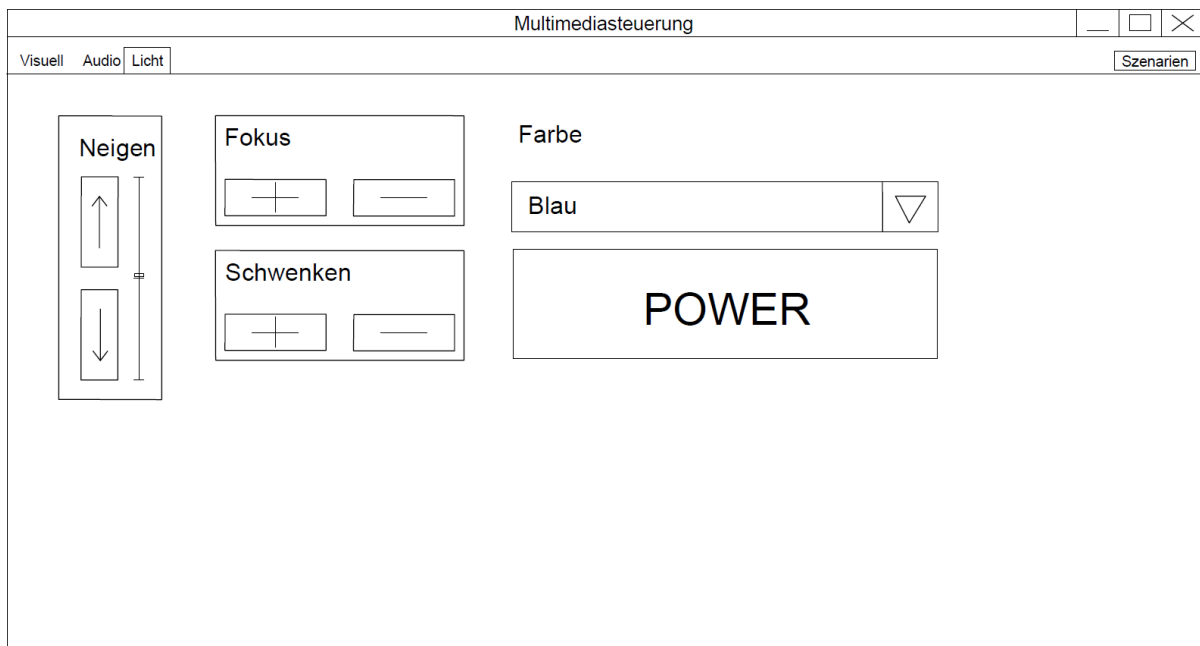 Multimediasteuerung
Visuell Audio Licht Szenarien
Neigen
Fokus
Schwenken
Farbe
Blau
POWER